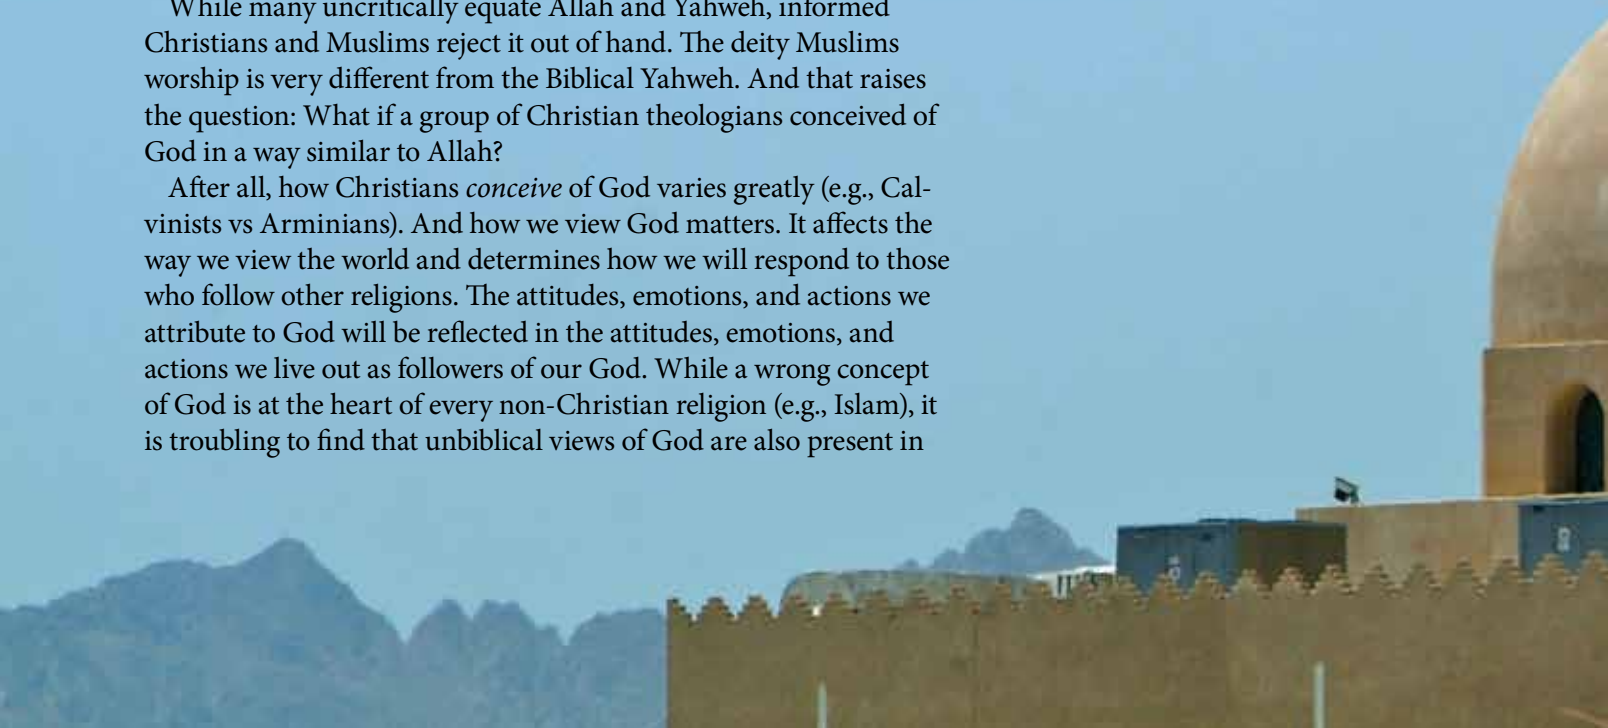 While many uncritically equate Allah and Yahweh, informed
Christians and Muslims reject it out of hand. The deity Muslims
worship is very different from the Biblical Yahweh. And that raises
the question: What if a group of Christian theologians conceived of
God in a way similar to Allah?
After all, how Christians conceive of God varies greatly (e.g., Cal-
vinists vs Arminians). And how we view God matters. It affects the
way we view the world and determines how we will respond to those
who follow other religions. The attitudes, emotions, and actions we
attribute to God will be reflected in the attitudes, emotions, and
actions we live out as followers of our God. While a wrong concept
of God is at the heart of every non-Christian religion (e.g., Islam), it
is troubling to find that unbiblical views of God are also present in